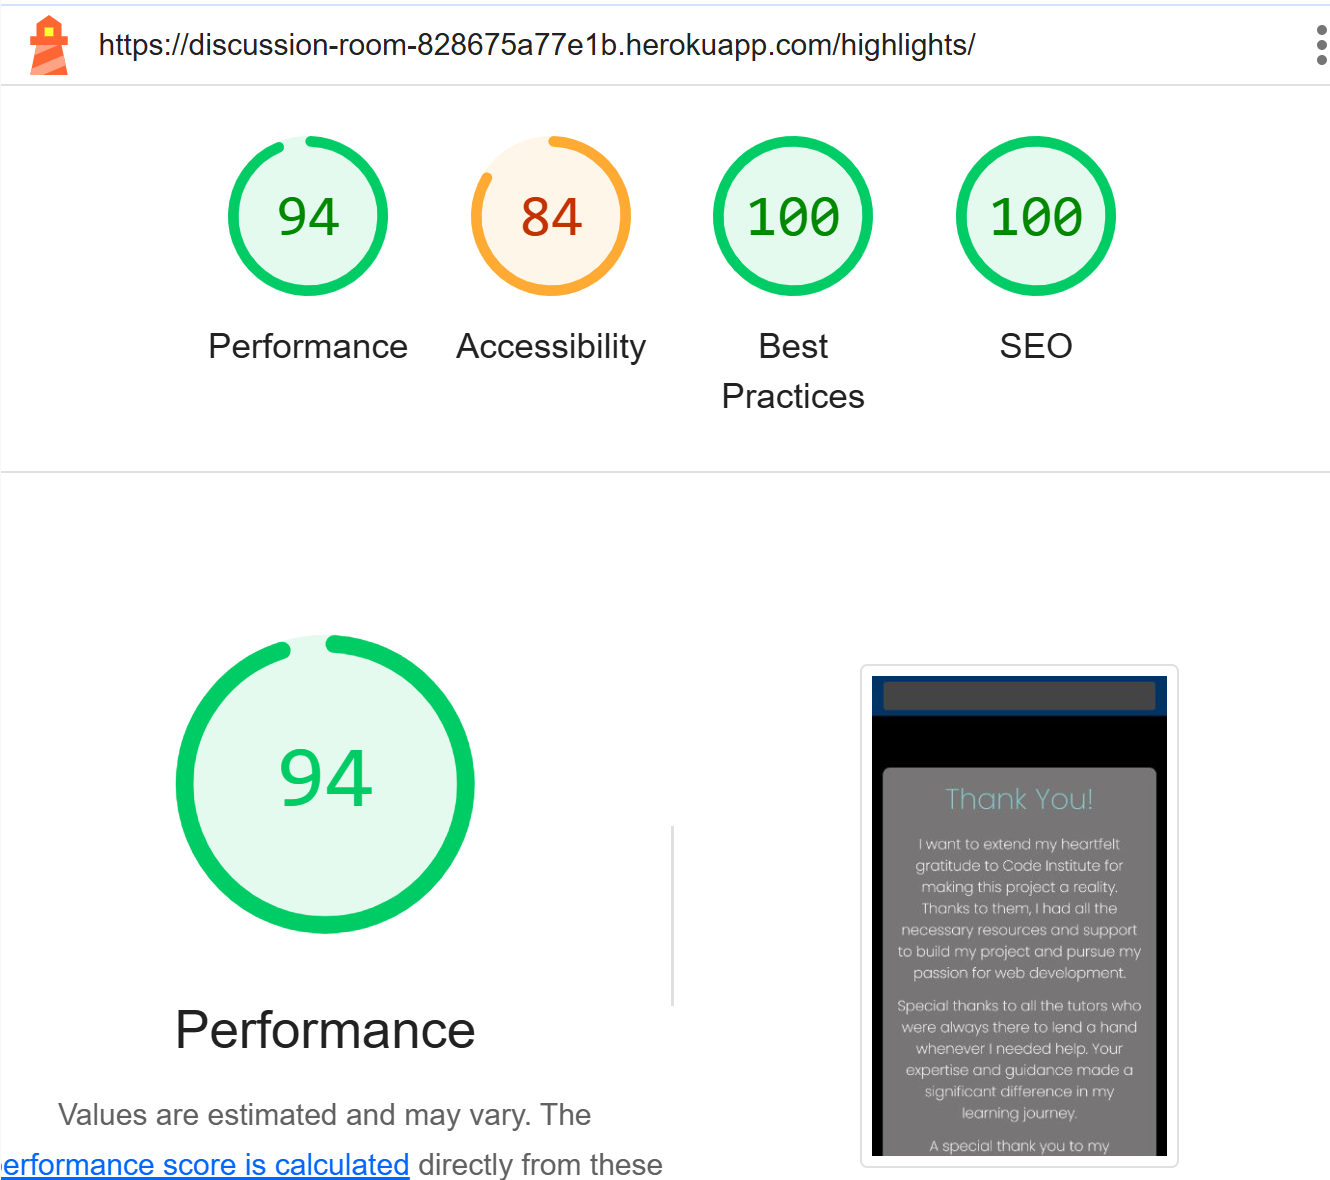 https://discussion-room-828675a77e1b.herokuapp.com/highlights/
94
84
100
100
Performance
Accessibility
Best
Practices
SEO
94
Performance
Values are estimated and may vary. The
erformance score is calculated directly from these
Thank You!
I want to extend my heartfelt
gratitude to Code Institute for
making this project a reality.
Thanks to them, I had all the
necessary resources and support
to build my project and pursue my
passion for web development.
Special thanks to all the tutors who
were always there to lend a hand
whenever I needed help. Your
expertise and guidance made a
significant difference in my
learning journey.
A special thank you to my